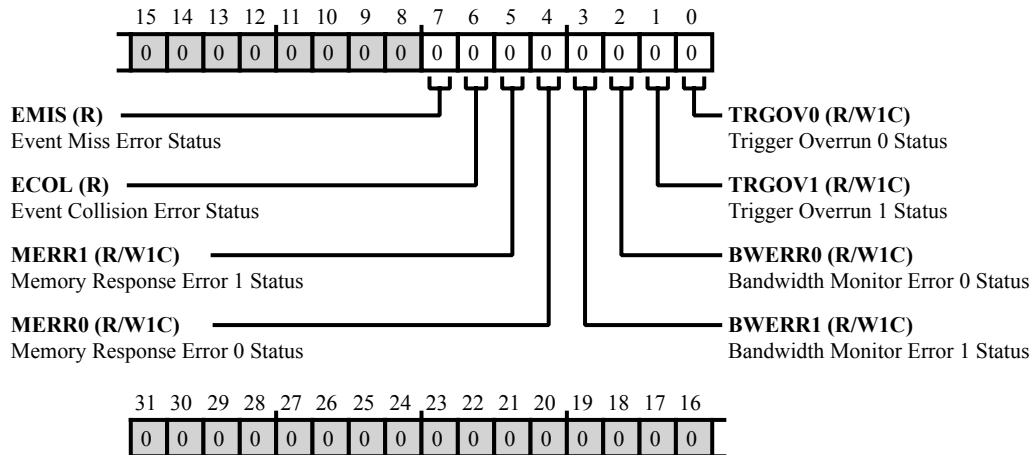 15 14 13 12 11 10 9 8 7 6 5 4 3 2 1 0
0 0 0 0 0 0 0 0 0 0 0 0 0 0 0 0
EMIS (R)
Event Miss Error Status
TRGOV0 (R/W1C)
Trigger Overrun 0 Status
ECOL (R)
Event Collision Error Status
TRGOV1 (R/W1C)
Trigger Overrun 1 Status
MERR1 (R/W1C)
Memory Response Error 1 Status
BWERR0 (R/W1C)
Bandwidth Monitor Error 0 Status
MERR0 (R/W1C)
Memory Response Error 0 Status
BWERR1 (R/W1C)
Bandwidth Monitor Error 1 Status
31 30 29 28 27 26 25 24 23 22 21 20 19 18 17 16
0 0 0 0 0 0 0 0 0 0 0 0 0 0 0 0